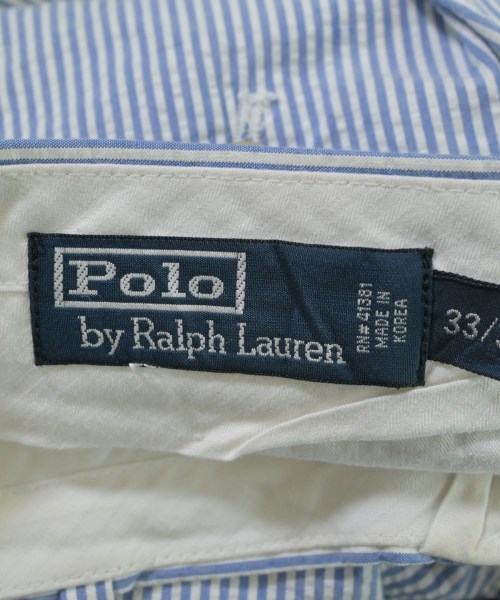 Polo
by Ralph Lauren
RN# 41381
MADE IN
KOREA
33/